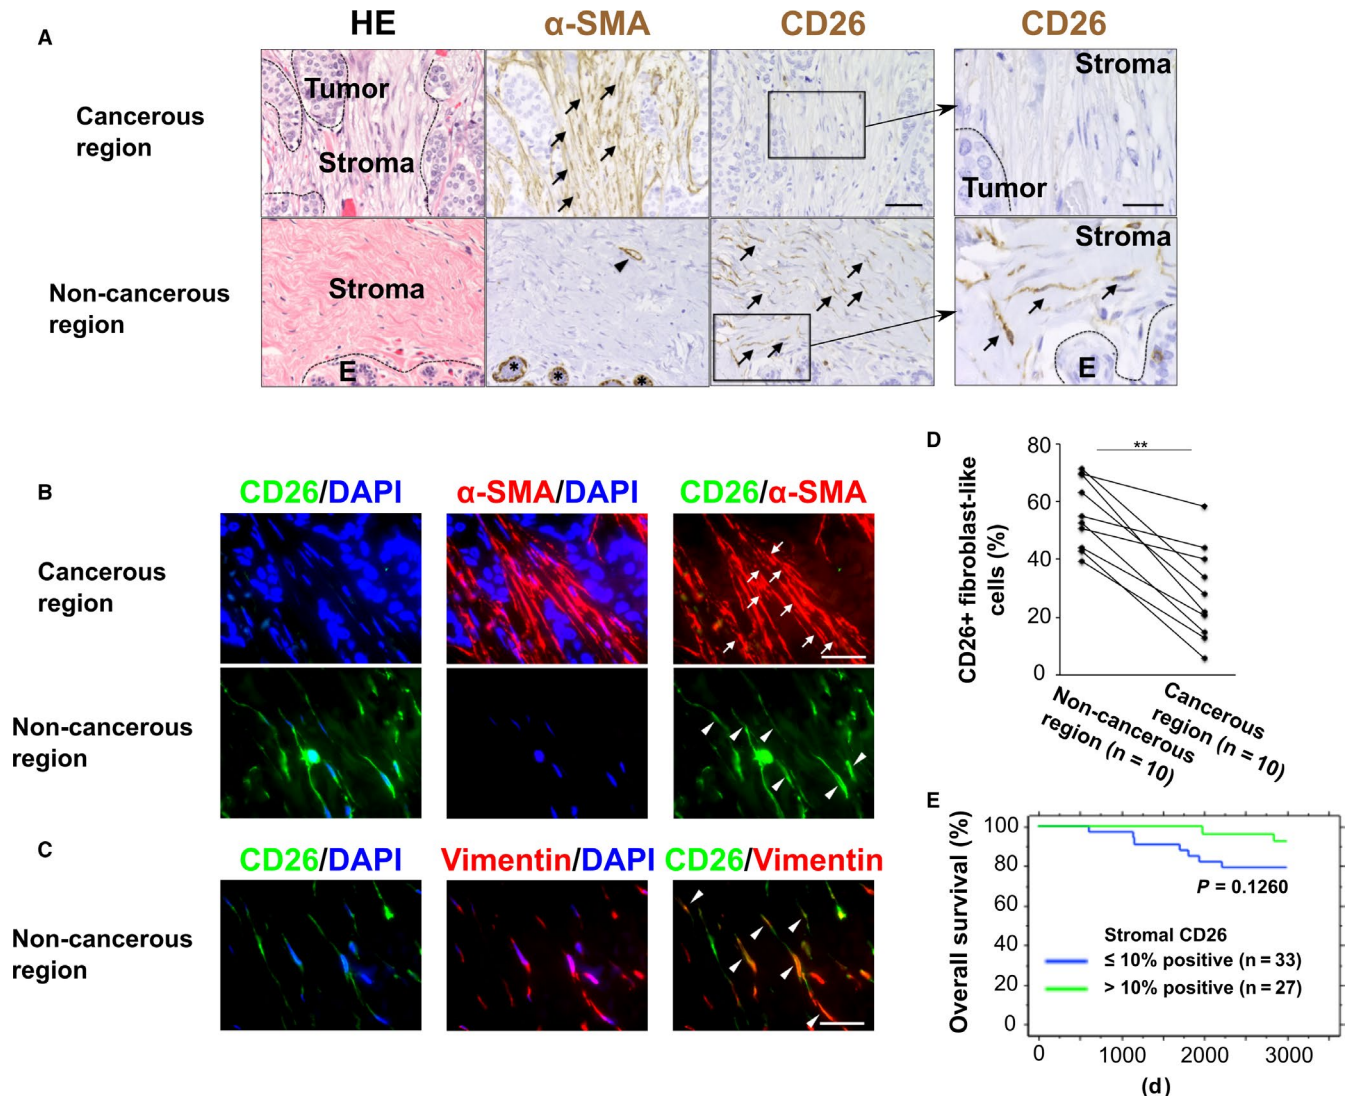 A
HE
α-SMA
CD26
CD26
Cancerous
region
Tumor
Stroma
Stroma
Tumor
Non-cancerous
region
Stroma
E
*
*
*
Stroma
E
B
CD26/DAPI
α-SMA/DAPI
CD26/α-SMA
Cancerous
region
Non-cancerous
region
C
CD26/DAPI
Vimentin/DAPI
CD26/Vimentin
Non-cancerous
region
D
CD26+ fibroblast-like
cells (%)
80
60
40
20
0
**
Non-cancerous
region (n = 10)
Cancerous
region (n = 10)
E
Overall survival (%)
100
80
60
40
20
0
P = 0.1260
Stromal CD26
≤ 10% positive (n = 33)
> 10% positive (n = 27)
0
1000
2000
3000
(d)